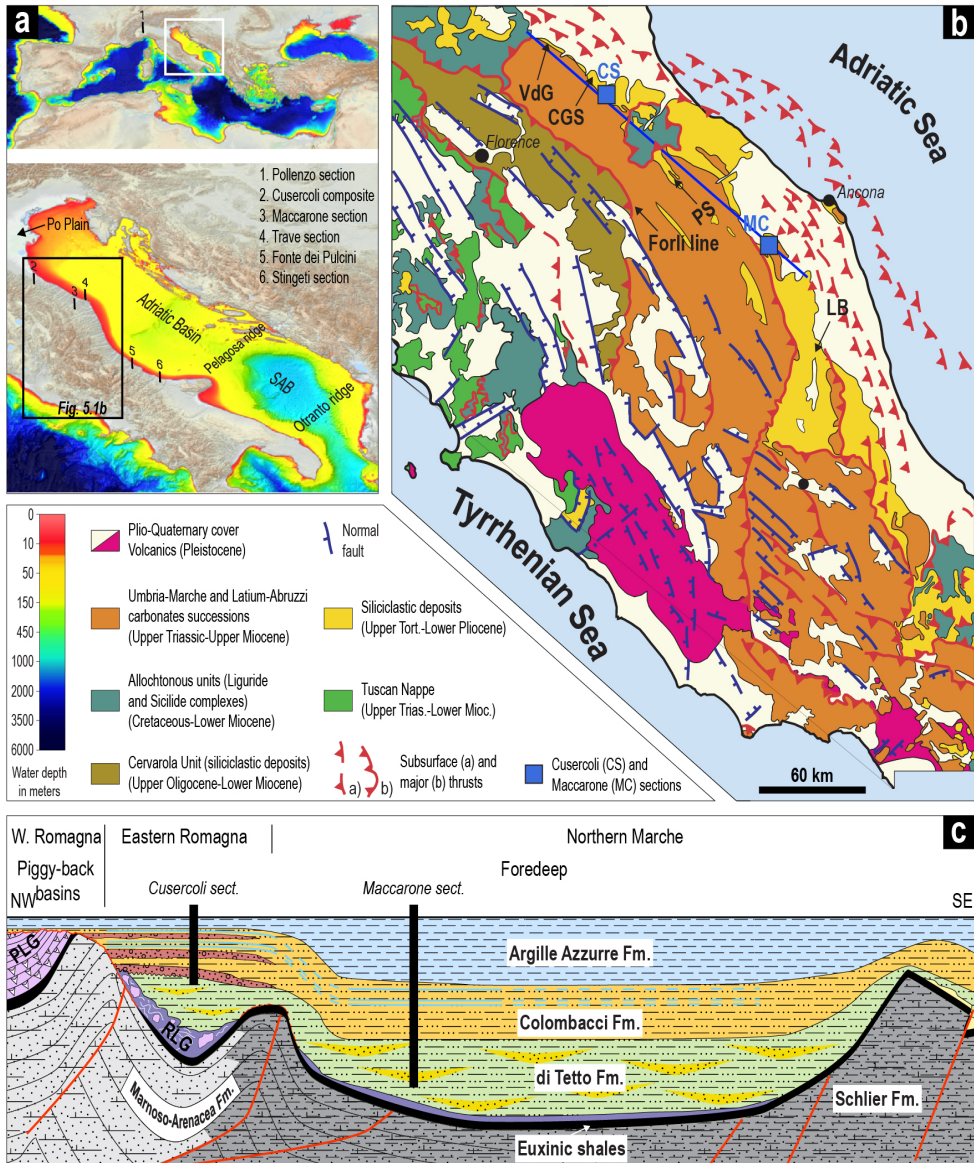 a
1
1. Pollenzo section
2. Cusercoli composite
3. Maccarone section
4. Trave section
5. Fonte dei Pulcini
6. Stingeti section
Po Plain
2
3
4
Adriatic Basin
Pelagosa ridge
5
6
SAB
Otranto ridge
Fig. 5.1b
b
CS
VdG
CGS
Adriatic Sea
Florence
PS
Ancona
Forlì line
MC
LB
Tyrrhenian Sea
60 km
0
10
50
150
450
1000
2000
3500
6000
Water depth
in meters
Plio-Quaternary cover
Volcanics (Pleistocene)
Normal
fault
Umbria-Marche and Latium-Abruzzi
carbonates successions
(Upper Triassic-Upper Miocene)
Siliciclastic deposits
(Upper Tort.-Lower Pliocene)
Allochtonous units (Liguride
and Sicilide complexes)
(Cretaceous-Lower Miocene)
Tuscan Nappe
(Upper Trias.-Lower Mioc.)
Cervarola Unit (siliciclastic deposits)
(Upper Oligocene-Lower Miocene)
a)
b)
Subsurface (a) and
major (b) thrusts
Cusercoli (CS) and
Maccarone (MC) sections
c
W. Romagna
Eastern Romagna
Northern Marche
Piggy-back
basins
Foredeep
NW
Cusercoli sect.
Maccarone sect.
SE
PLG
Argille Azzurre Fm.
Colombacci Fm.
RLG
di Tetto Fm.
Marnoso-Arenacea Fm.
Schlier Fm.
Euxinic shales